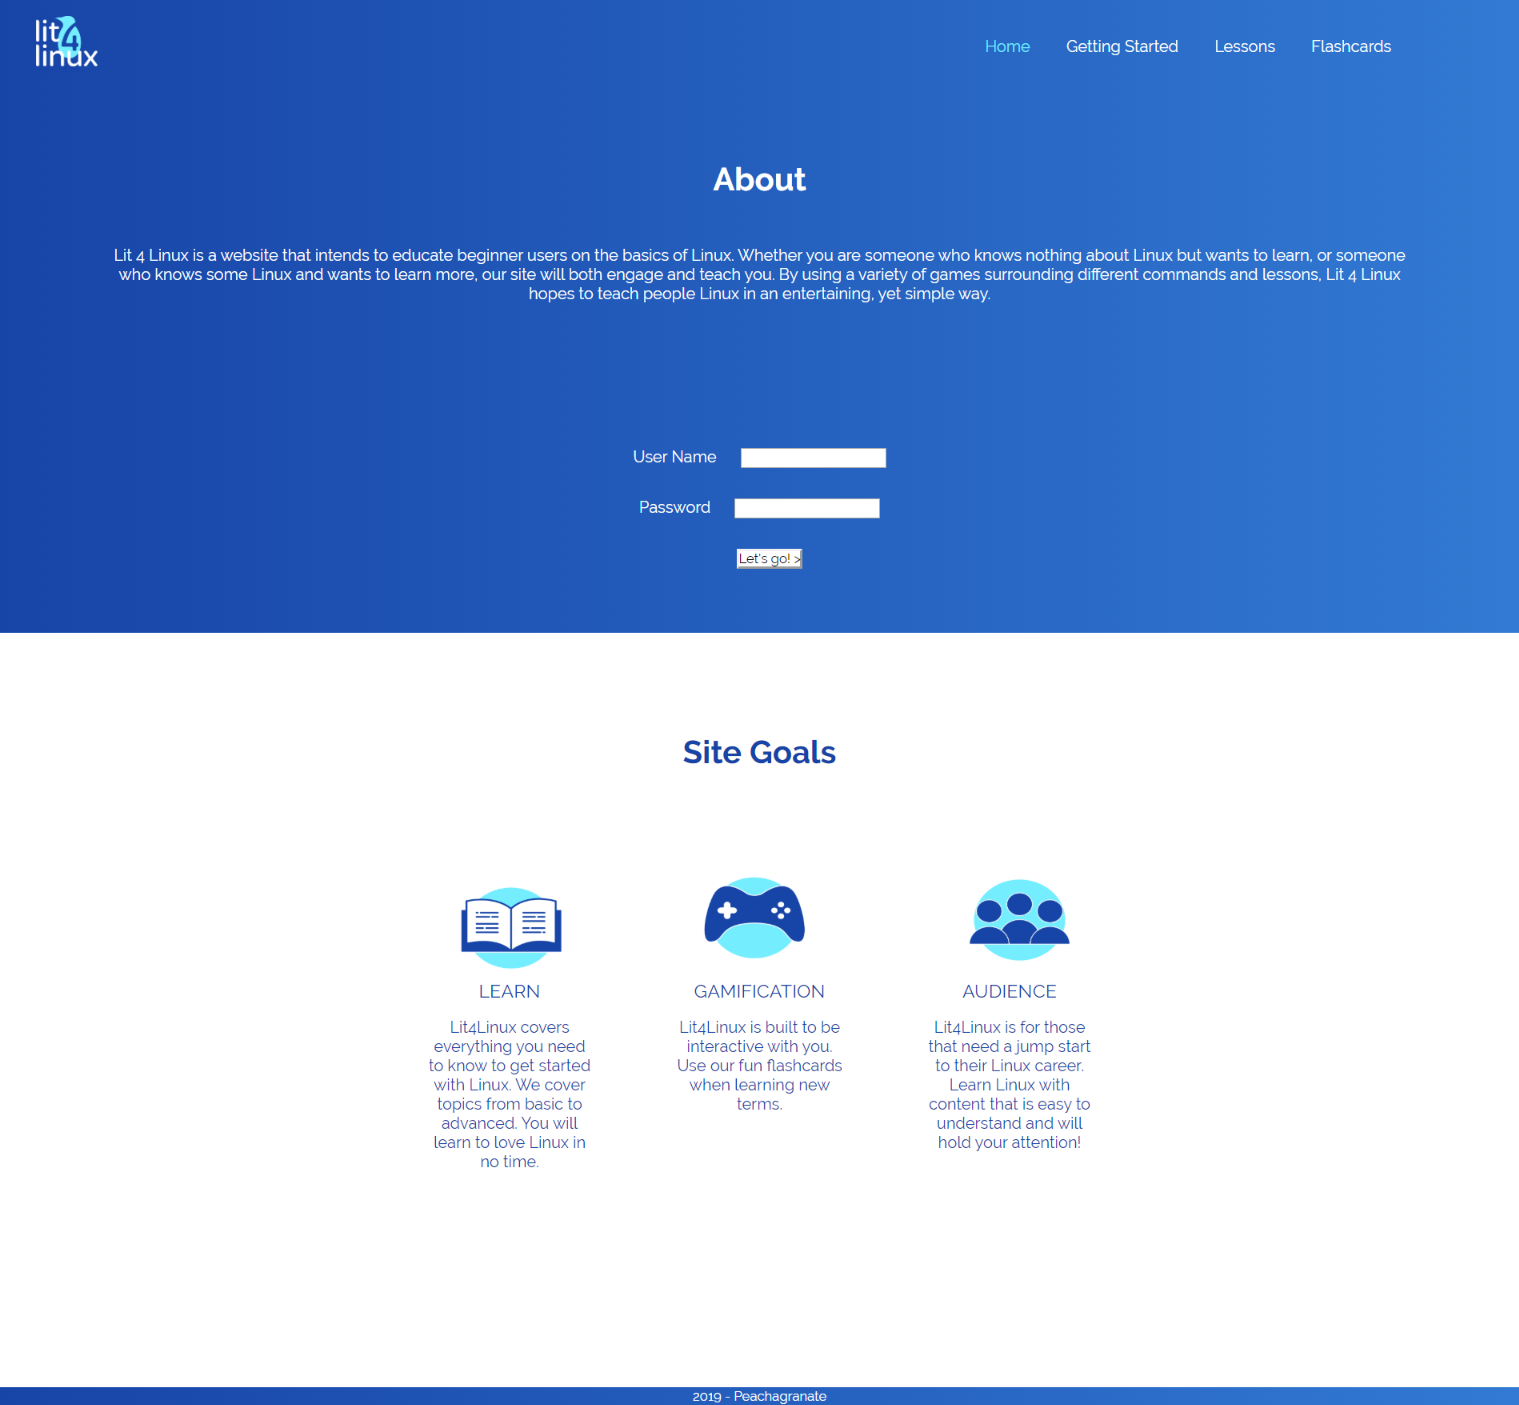 lit 4
linux
Home
Getting Started
Lessons
Flashcards
About
Lit 4 Linux is a website that intends to educate beginner users on the basics of Linux. Whether you are someone who knows nothing about Linux but wants to learn, or someone
who knows some Linux and wants to learn more, our site will both engage and teach you. By using a variety of games surrounding different commands and lessons, Lit 4 Linux
hopes to teach people Linux in an entertaining, yet simple way.
User Name
Password
Let's go! >
Site Goals
LEARN
Lit4Linux covers
everything you need
to know to get started
with Linux. We cover
topics from basic to
advanced. You will
learn to love Linux in
no time.
GAMIFICATION
Lit4Linux is built to be
interactive with you.
Use our fun flashcards
when learning new
terms.
AUDIENCE
Lit4Linux is for those
that need a jump start
to their Linux career.
Learn Linux with
content that is easy to
understand and will
hold your attention!
2019 - Peachagranate